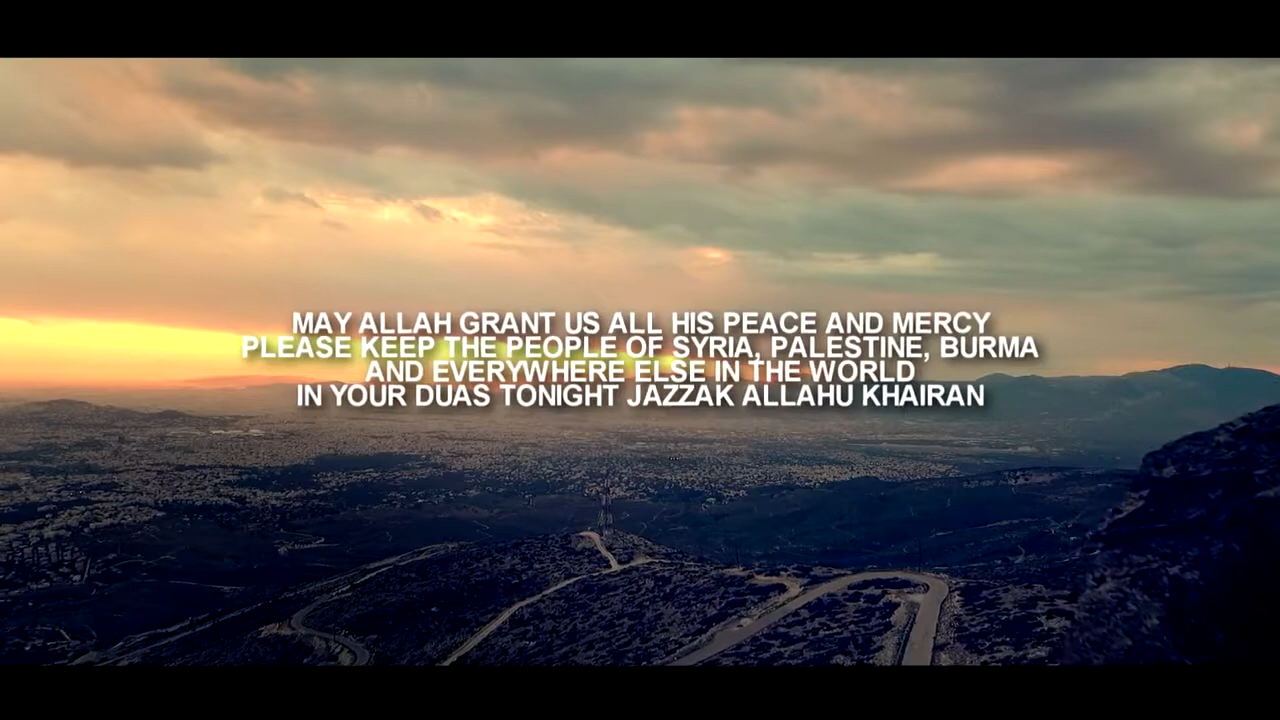 MAY ALLAH GRANT US ALL HIS PEACE AND MERCY
PLEASE KEEP THE PEOPLE OF SYRIA, PALESTINE, BURMA
AND EVERYWHERE ELSE IN THE WORLD
IN YOUR DUAS TONIGHT JAZZAK ALLAHU KHAIRAN